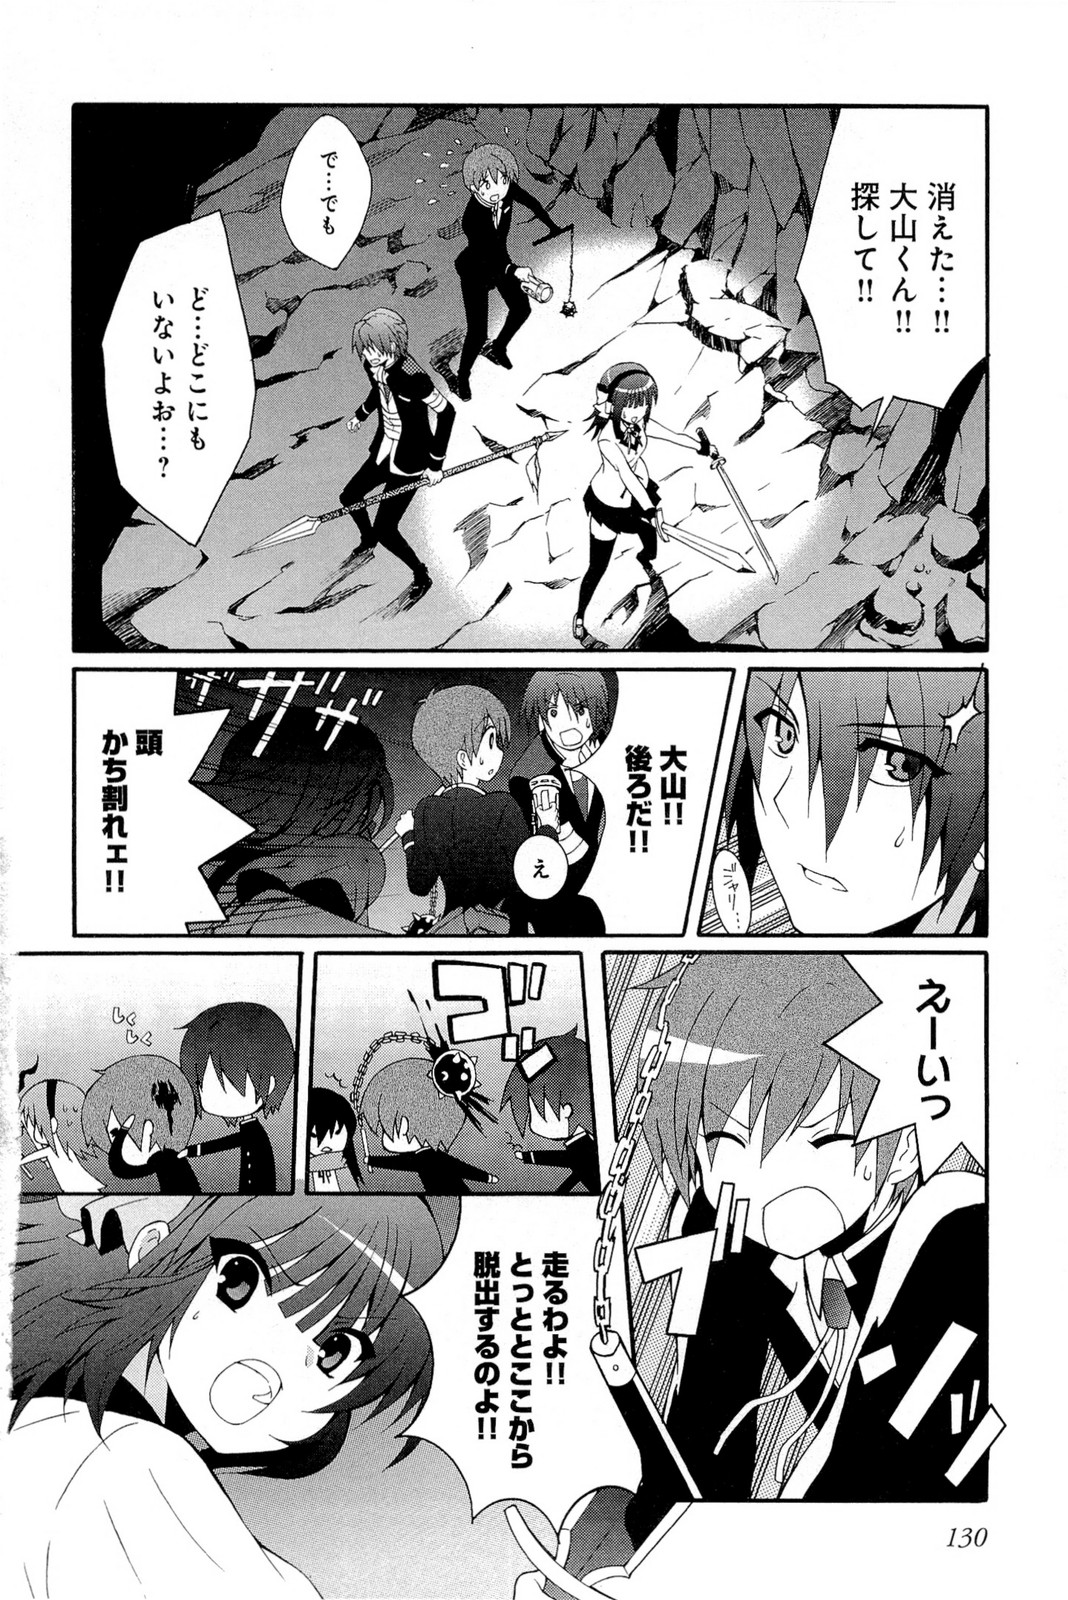 消えた…!!
大山くん!!
探して!!
で…でも
ど…どこにも
いないよお…?
ジャリ…
大山!!
後ろだ!!
え
ザザザ
頭
かち割れェ!!
えーいっ
ブンッ
ゴッ
しく
しく
走るわよ!!
とっととここから
脱出するのよ!!
130